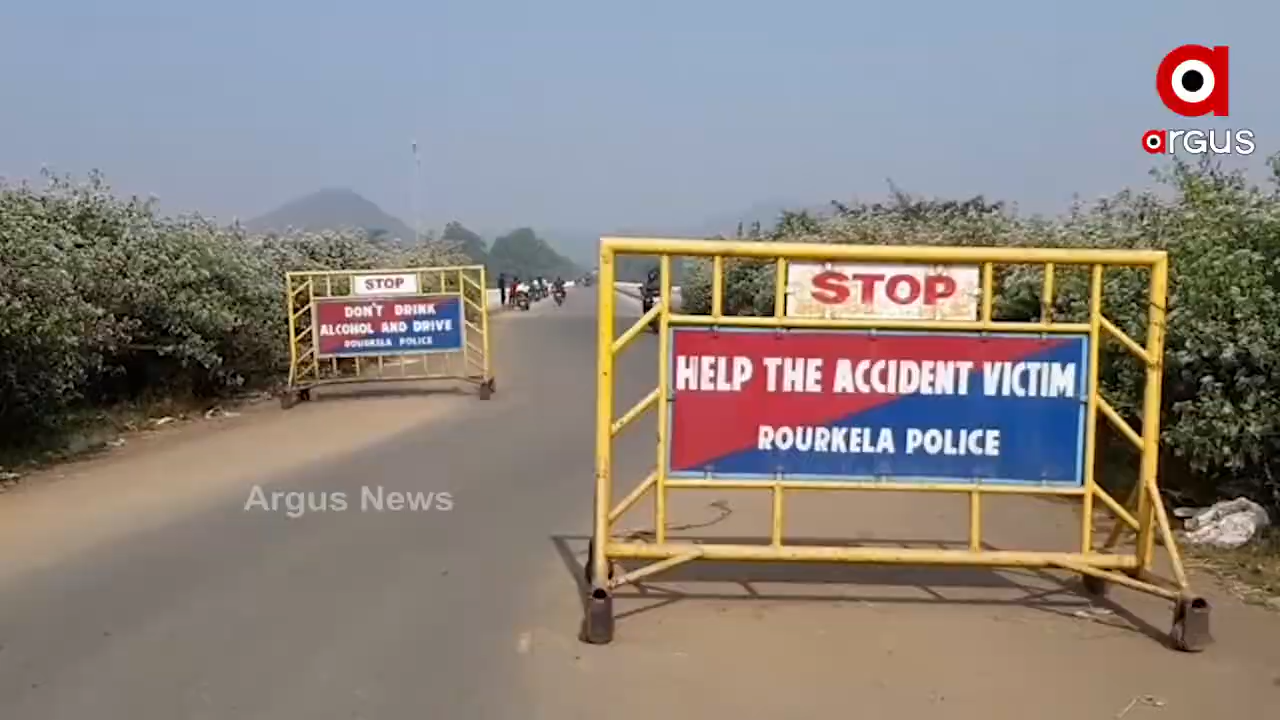 argus
STOP
DON'T DRINK
ALCOHOL AND DRIVE
ROURKELA POLICE
STOP
HELP THE ACCIDENT VICTIM
ROURKELA POLICE
Argus News